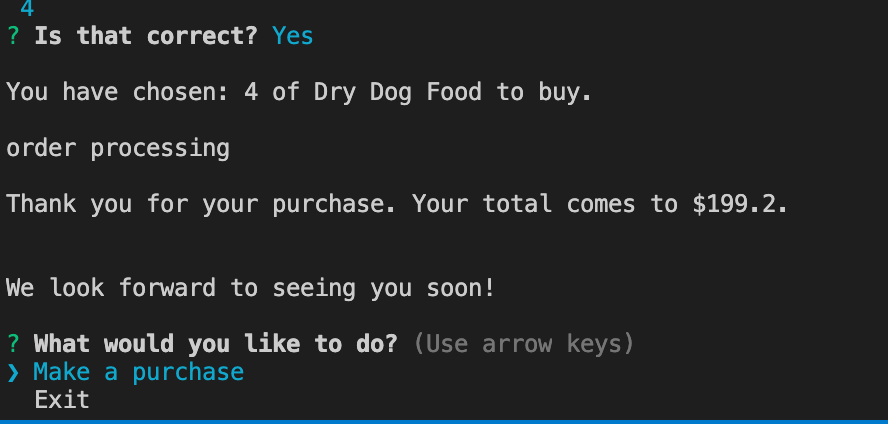 4
? Is that correct? Yes
You have chosen: 4 of Dry Dog Food to buy.
order processing
Thank you for your purchase. Your total comes to $199.2.
We look forward to seeing you soon!
? What would you like to do? (Use arrow keys)
❯ Make a purchase
Exit